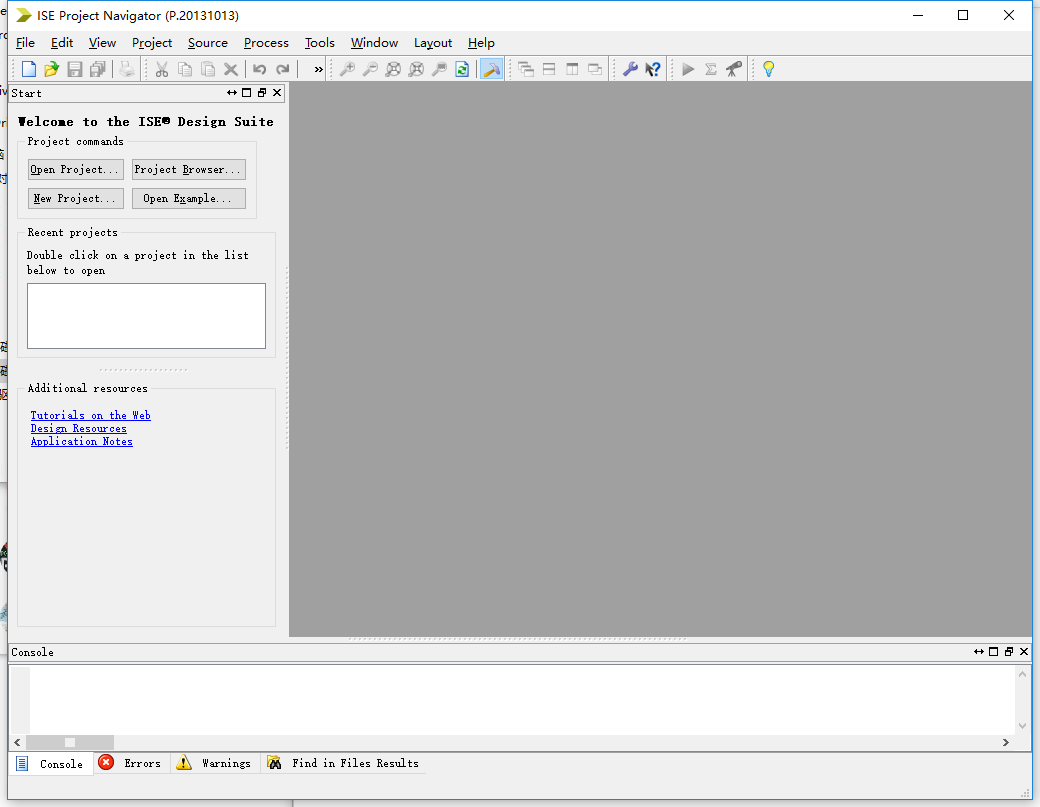 ISE Project Navigator (P.20131013)
File Edit View Project Source Process Tools Window Layout Help
Start
Welcome to the ISE® Design Suite
Project commands
Open Project... Project Browser...
New Project... Open Example...
Recent projects
Double click on a project in the list
below to open
Additional resources
Tutorials on the Web
Design Resources
Application Notes
Console
Console Errors Warnings Find in Files Results